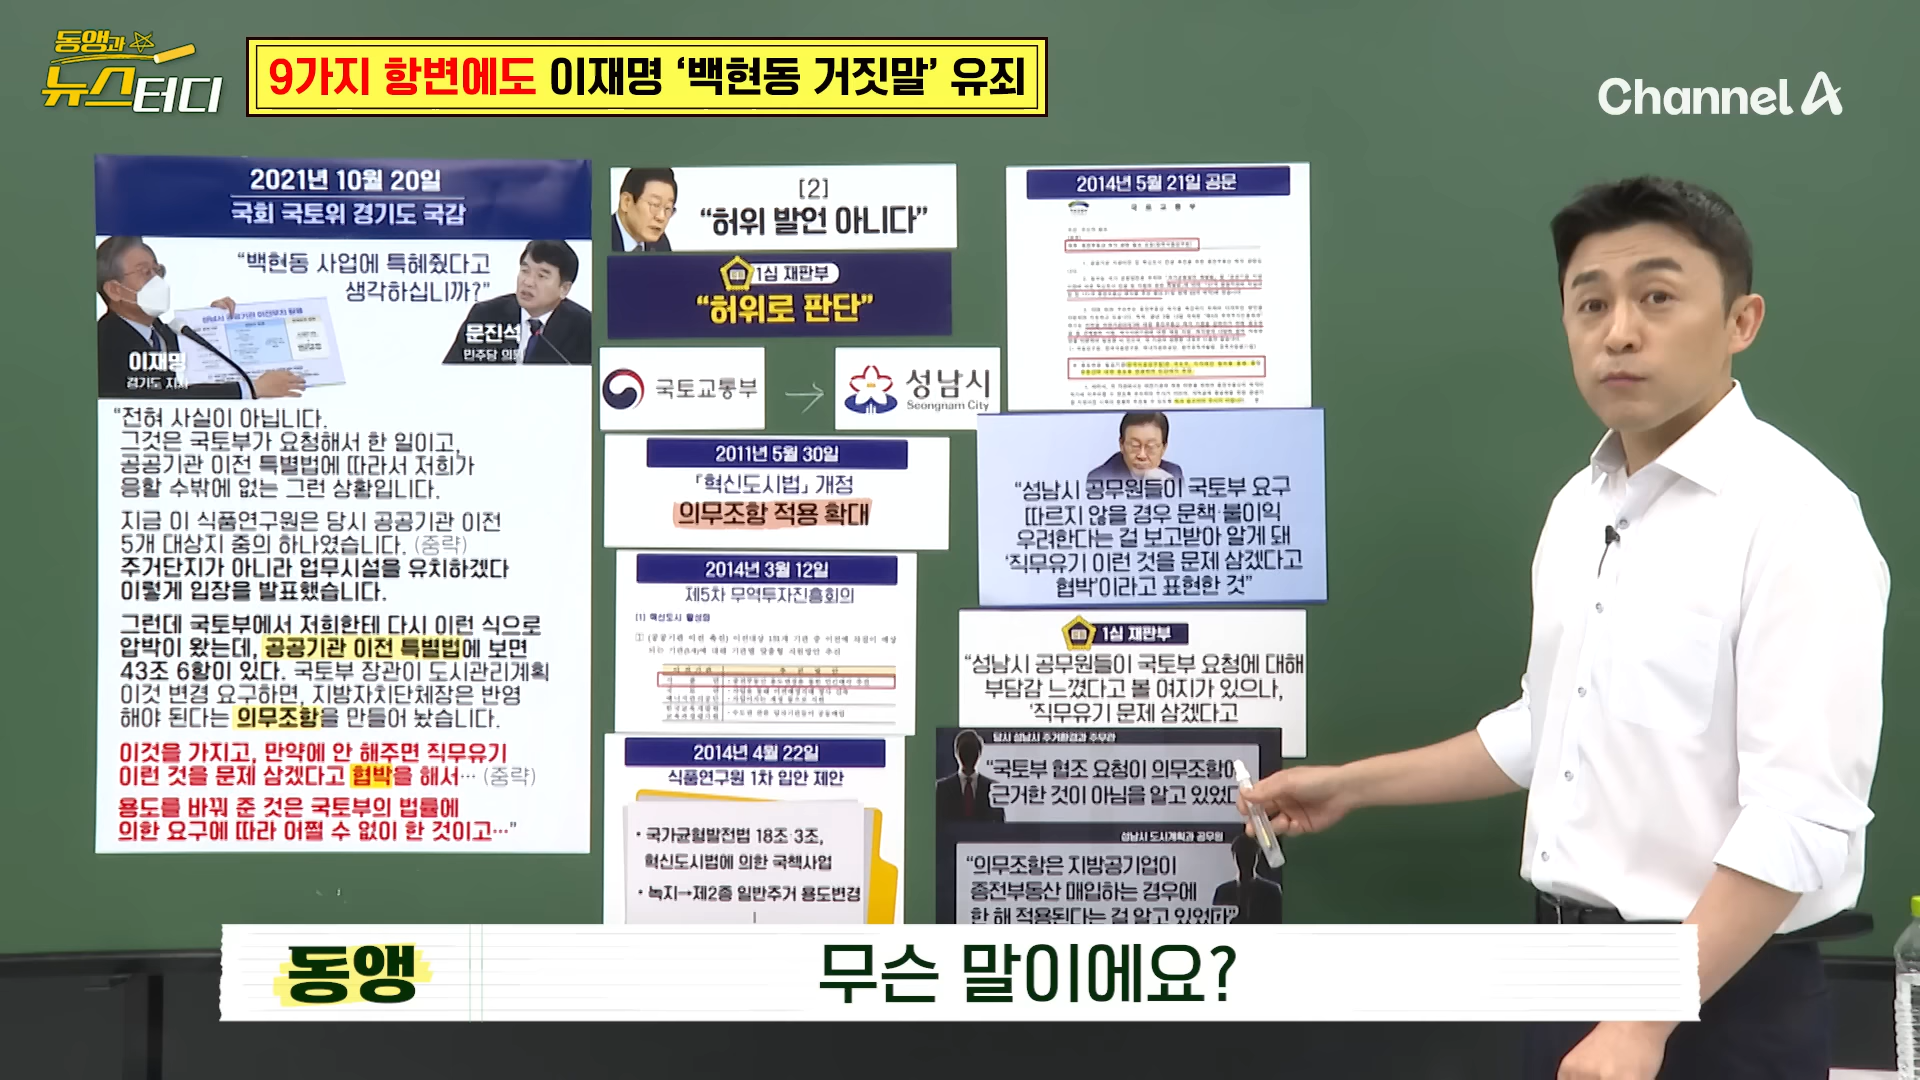 동앵과
뉴스터디
9가지 항변에도 이재명 ‘백현동 거짓말’ 유죄
Channel A
2021년 10월 20일
국회 국토위 경기도 국감
“백현동 사업에 특혜줬다고
생각하십니까?”
이재명
경기도 지사
문진석
민주당 의원
“전혀 사실이 아닙니다.
그것은 국토부가 요청해서 한 일이고,
공공기관 이전 특별법에 따라서 저희가
응할 수밖에 없는 그런 상황입니다.
지금 이 식품연구원은 당시 공공기관 이전
5개 대상지 중의 하나였습니다. (중략)
주거단지가 아니라 업무시설을 유치하겠다
이렇게 입장을 발표했습니다.
그런데 국토부에서 저희한테 다시 이런 식으로
압박이 왔는데, 공공기관 이전 특별법에 보면
43조 6항이 있다. 국토부 장관이 도시관리계획
이것 변경 요구하면, 지방자치단체장은 반영
해야 된다는 의무조항을 만들어 놨습니다.
이것을 가지고, 만약에 안 해주면 직무유기
이런 것을 문제 삼겠다고 협박을 해서… (중략)
용도를 바꿔 준 것은 국토부의 법률에
의한 요구에 따라 어쩔 수 없이 한 것이고…”
[2]
“허위 발언 아니다”
1심 재판부
“허위로 판단”
국토교통부
성남시
Seongnam City
2011년 5월 30일
「혁신도시법」 개정
의무조항 적용 확대
2014년 3월 12일
제5차 무역투자진흥회의
[1] 혁신도시 활성화
2014년 4월 22일
식품연구원 1차 입안 제안
• 국가균형발전법 18조·3조,
혁신도시법에 의한 국책사업
• 녹지→제2종 일반주거 용도변경
2014년 5월 21일 공문
국 토 교 통 부
“성남시 공무원들이 국토부 요구
따르지 않을 경우 문책·불이익
우려한다는 걸 보고받아 알게 돼
‘직무유기 이런 것을 문제 삼겠다고
협박’이라고 표현한 것”
1심 재판부
“성남시 공무원들이 국토부 요청에 대해
부담감 느꼈다고 볼 여지가 있으나,
‘직무유기 문제 삼겠다고
당시 성남시 주거환경과 주무관
“국토부 협조 요청이 의무조항에
근거한 것이 아님을 알고 있었다
성남시 도시계획과 공무원
“의무조항은 지방공기업이
종전부동산 매입하는 경우에
한해 적용된다는 걸 알고 있었다”
동앵
무슨 말이에요?